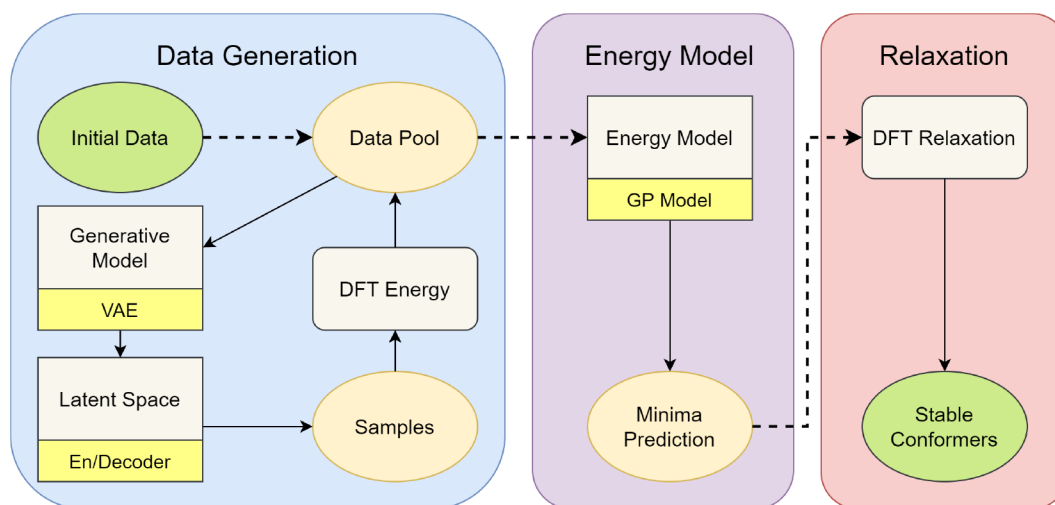 Data Generation
Initial Data
Data Pool
Generative
Model
VAE
DFT Energy
Latent Space
En/Decoder
Samples
Energy Model
Energy Model
GP Model
Minima
Prediction
Relaxation
DFT Relaxation
Stable
Conformers